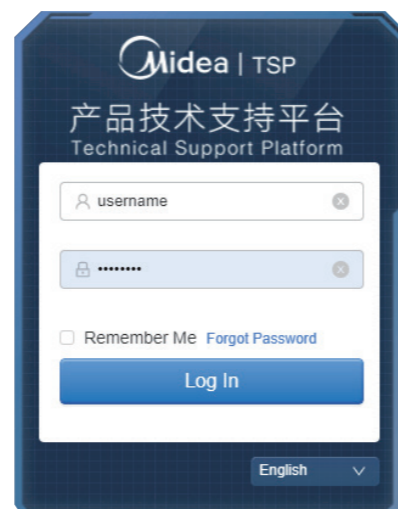 Midea | TSP
产品技术支持平台
Technical Support Platform
username
••••••••
Remember Me Forgot Password
Log In
English